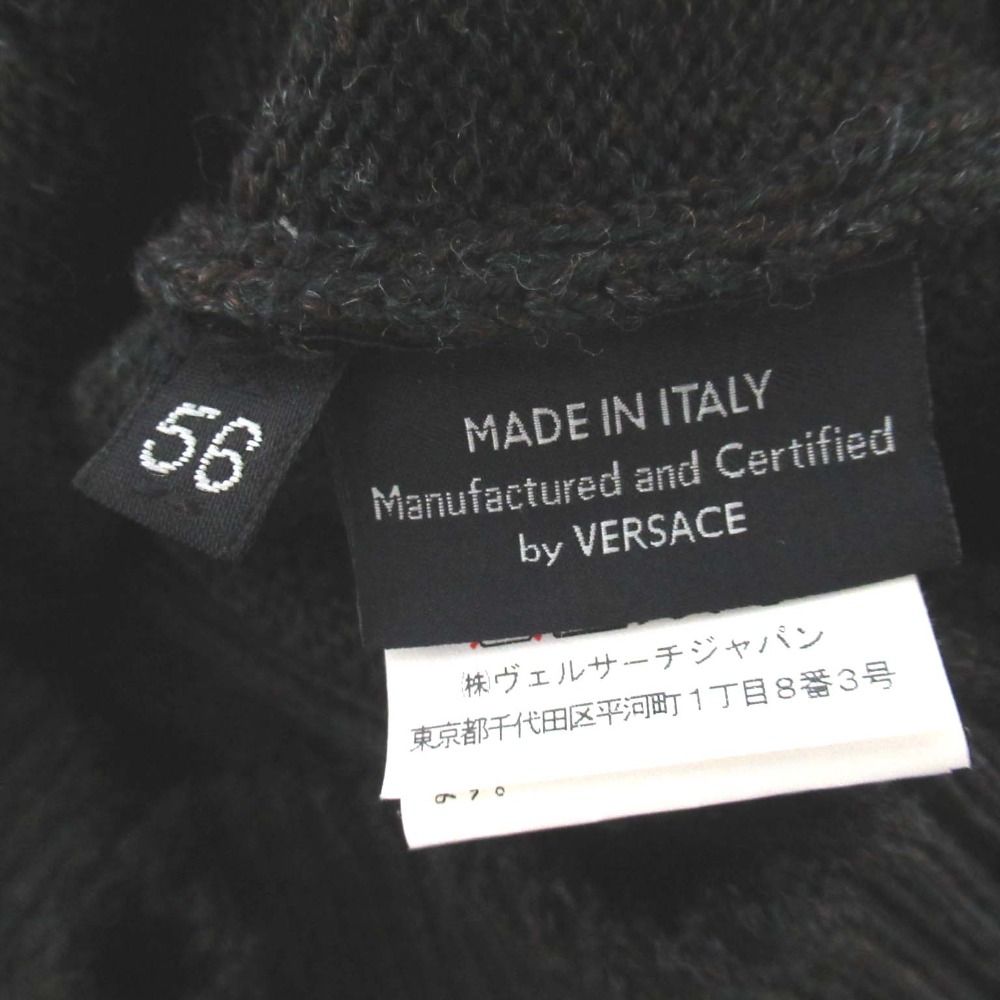 56
MADE IN ITALY
Manufactured and Certified
by VERSACE
㈱ヴェルサーチジャパン
東京都千代田区平河町1丁目8番3号